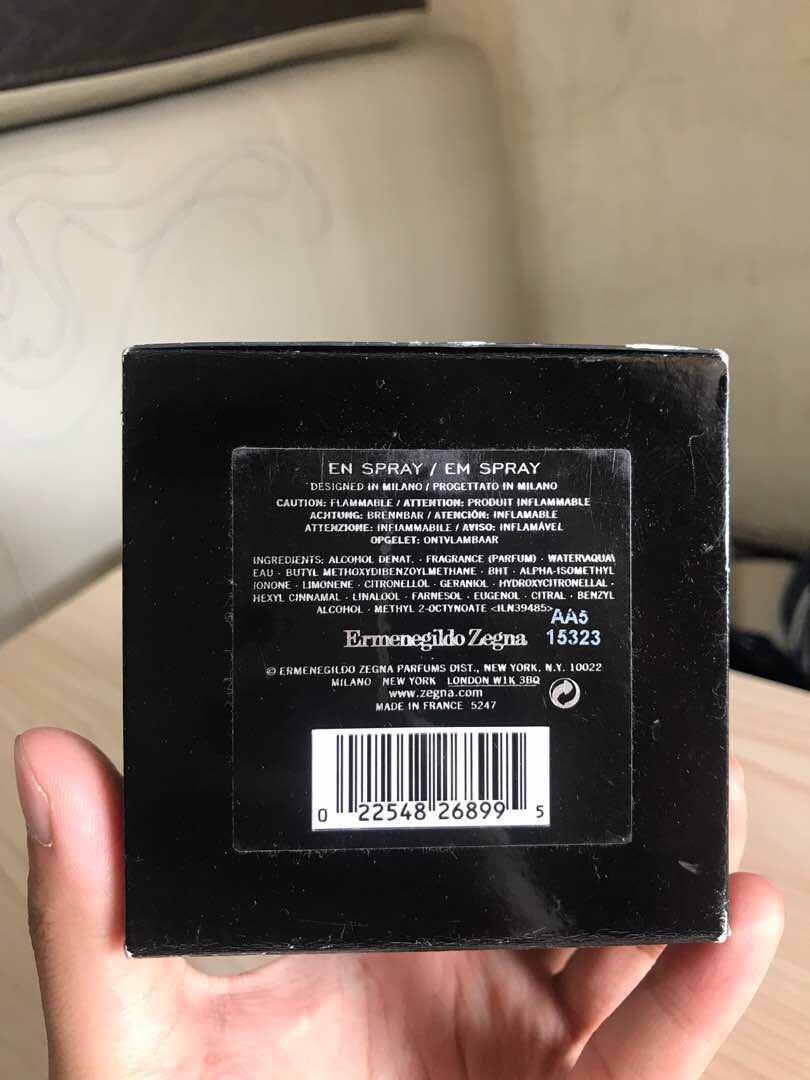 EN SPRAY / EM SPRAY
DESIGNED IN MILANO / PROGETTATO IN MILANO
CAUTION: FLAMMABLE / ATTENTION: PRODUIT INFLAMMABLE
ACHTUNG: BRENNBAR / ATENCIÓN: INFLAMABLE
ATTENZIONE: INFIAMMABILE / AVISO: INFLAMÁVEL
OPGELET: ONTVLAMBAAR
INGREDIENTS: ALCOHOL DENAT. · FRAGRANCE (PARFUM) · WATER\AQUA\
EAU · BUTYL METHOXYDIBENZOYLMETHANE · BHT · ALPHA-ISOMETHYL
IONONE · LIMONENE · CITRONELLOL · GERANIOL · HYDROXYCITRONELLAL ·
HEXYL CINNAMAL · LINALOOL · FARNESOL · EUGENOL · CITRAL · BENZYL
ALCOHOL · METHYL 2-OCTYNOATE <ILN39485>
AA5
Ermenegildo Zegna 15323
© ERMENEGILDO ZEGNA PARFUMS DIST., NEW YORK, N.Y. 10022
MILANO NEW YORK LONDON W1K 3BQ
www.zegna.com
MADE IN FRANCE 5247
0 22548 26899 5